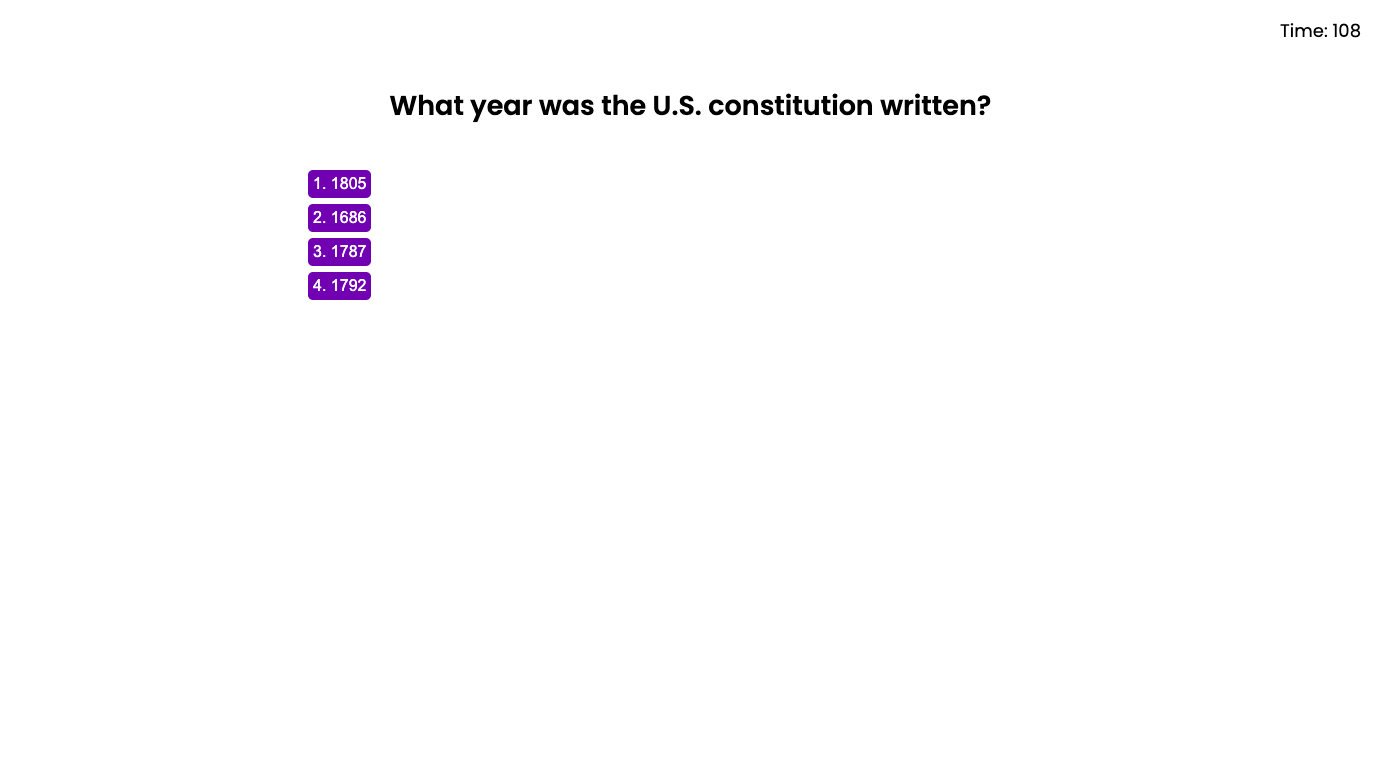 Time: 108
What year was the U.S. constitution written?
1. 1805
2. 1686
3. 1787
4. 1792